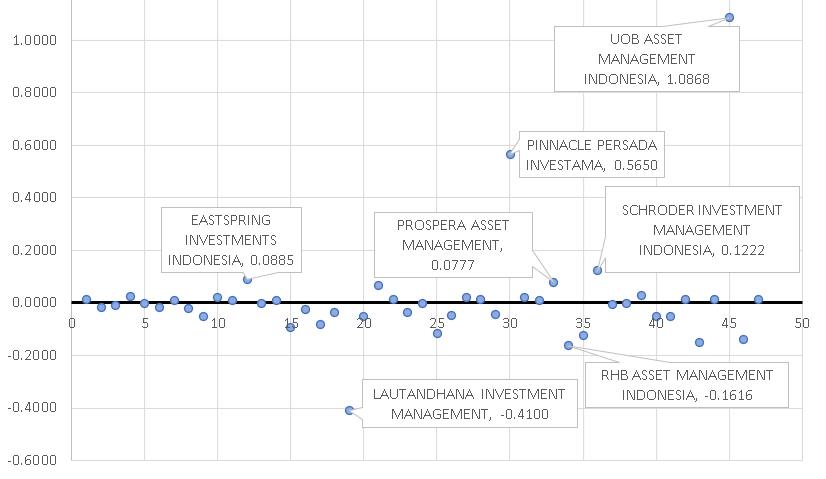 1.0000
0.8000
0.6000
0.4000
0.2000
0.0000
-0.2000
-0.4000
-0.6000
0
5
10
15
20
25
30
35
40
45
50
UOB ASSET
MANAGEMENT
INDONESIA, 1.0868
PINNACLE PERSADA
INVESTAMA, 0.5650
EASTSPRING
INVESTMENTS
INDONESIA, 0.0885
PROSPERA ASSET
MANAGEMENT,
0.0777
SCHRODER INVESTMENT
MANAGEMENT
INDONESIA, 0.1222
LAUTANDHANA INVESTMENT
MANAGEMENT, -0.4100
RHB ASSET MANAGEMENT
INDONESIA, -0.1616